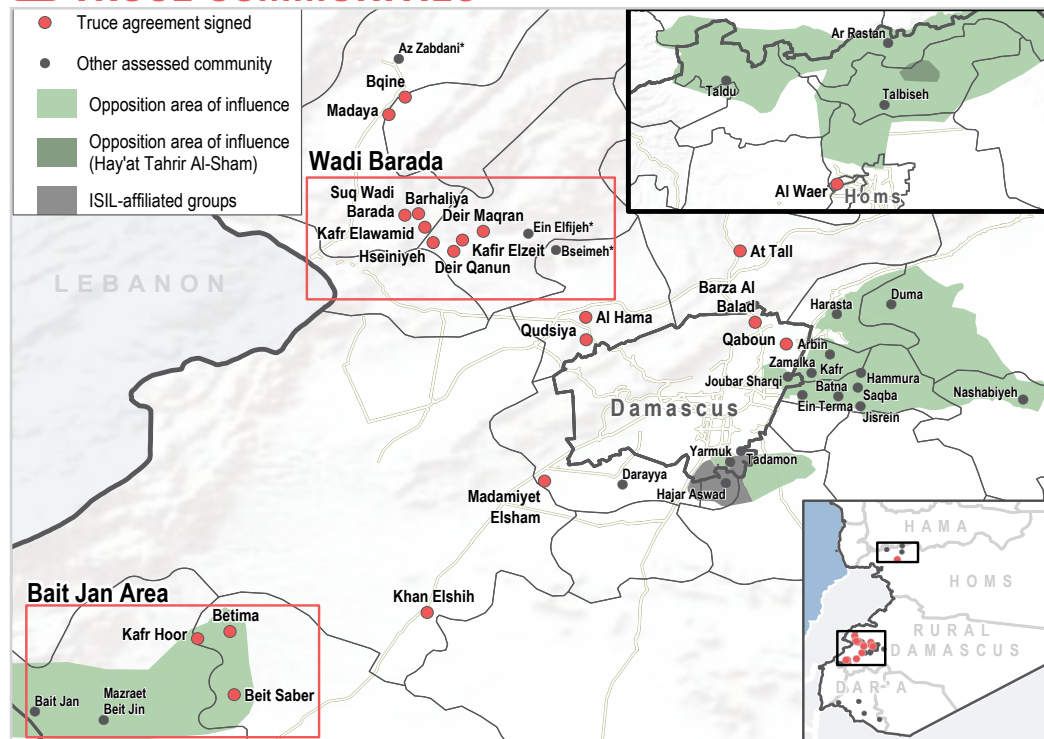 TRUCE COMMUNITIES
Truce agreement signed
Other assessed community
Opposition area of influence
Opposition area of influence
(Hay'at Tahrir Al-Sham)
ISIL-affiliated groups
Az Zabdani*
Bqine
Madaya
Wadi Barada
Suq Wadi
Barada
Barhaliya
Deir Maqran
Kafr Elawamid
Ein Elfijeh*
Hseiniyeh
Kafir Elzeit
Bseimeh*
Deir Qanun
LEBANON
Ar Rastan
Taldu
Talbiseh
Al Waer
Homs
At Tall
Barza Al
Balad
Al Hama
Qudsiya
Qaboun
Harasta
Duma
Arbin
Zamalka
Kafr
Batna
Joubar Sharqi
Hammura
Saqba
Ein Terma
Jisrein
Nashabiyeh
Damascus
Yarmuk
Tadamon
Darayya
Hajar Aswad
Madamiyet
Elsham
Khan Elshih
Bait Jan Area
Betima
Kafr Hoor
Beit Saber
Bait Jan
Mazraet
Beit Jin
HAMA
HOMS
RURAL
DAMASCUS
DAR'A